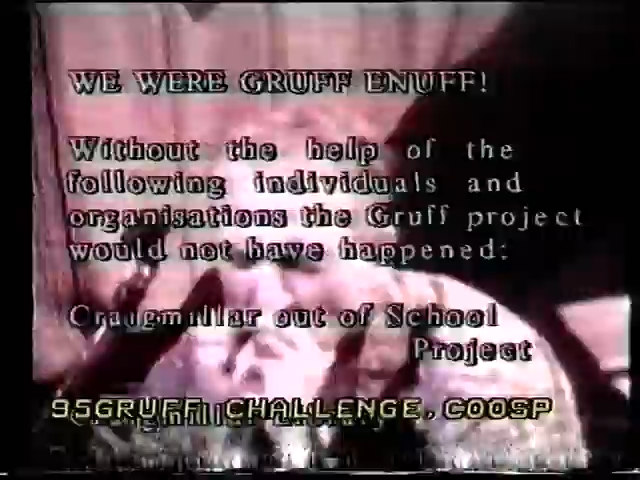 WE WERE GRUFF ENUFF!
Without the help of the
following individuals and
organisations the Gruff project
would not have happened:
Craigmillar out of School
Project
95GRUFF CHALLENGE.COOSP